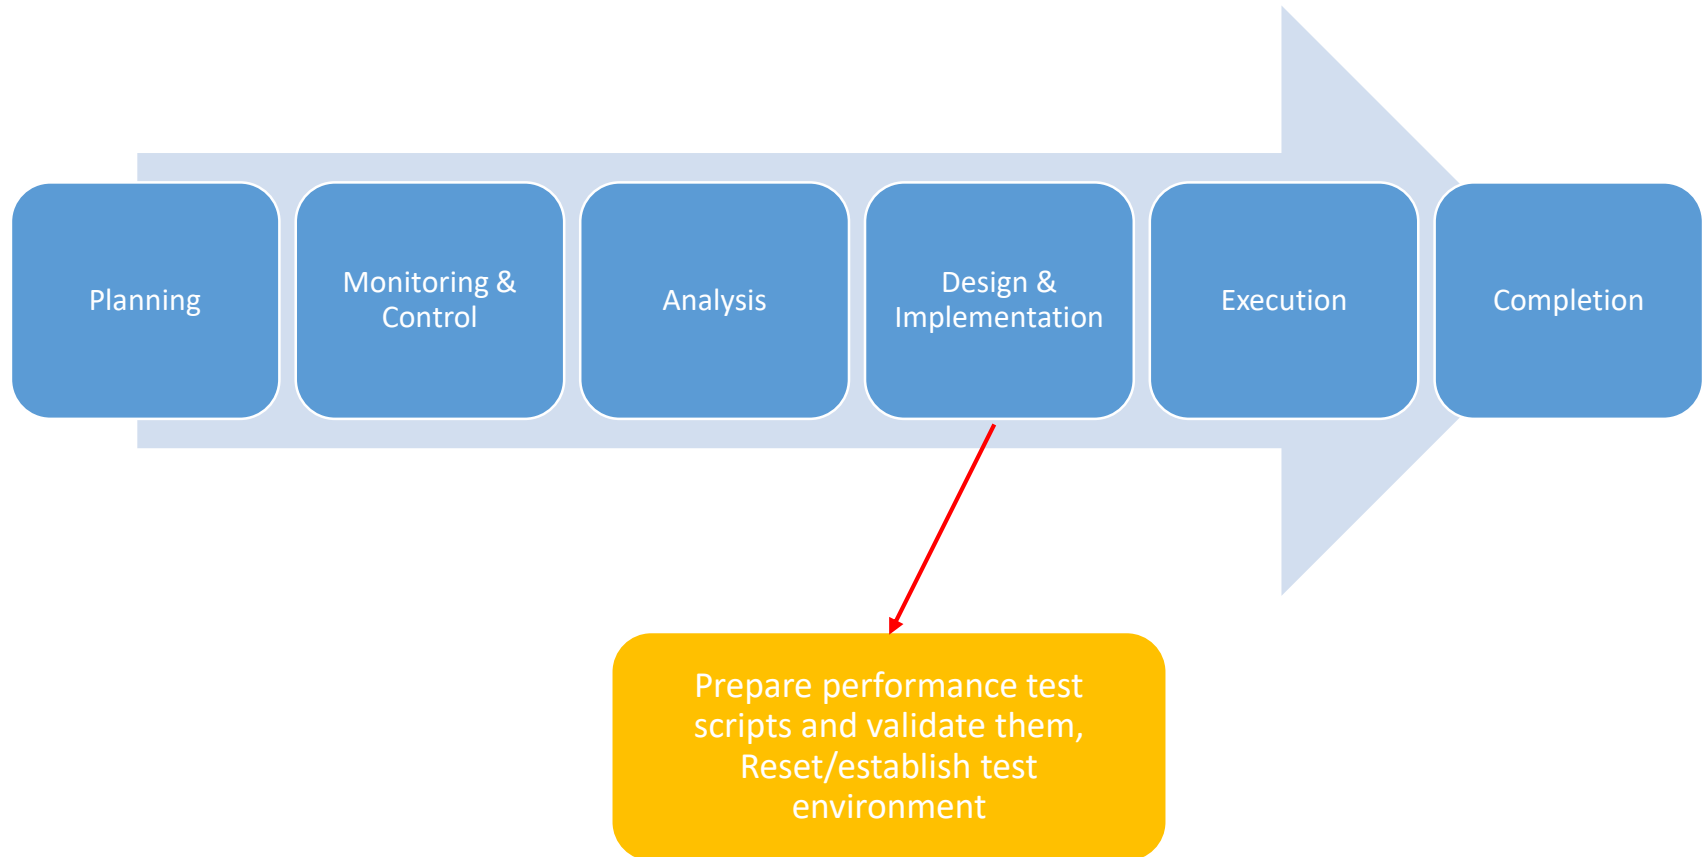 Planning
Monitoring &
Control
Analysis
Design &
Implementation
Execution
Completion
Prepare performance test
scripts and validate them,
Reset/establish test
environment